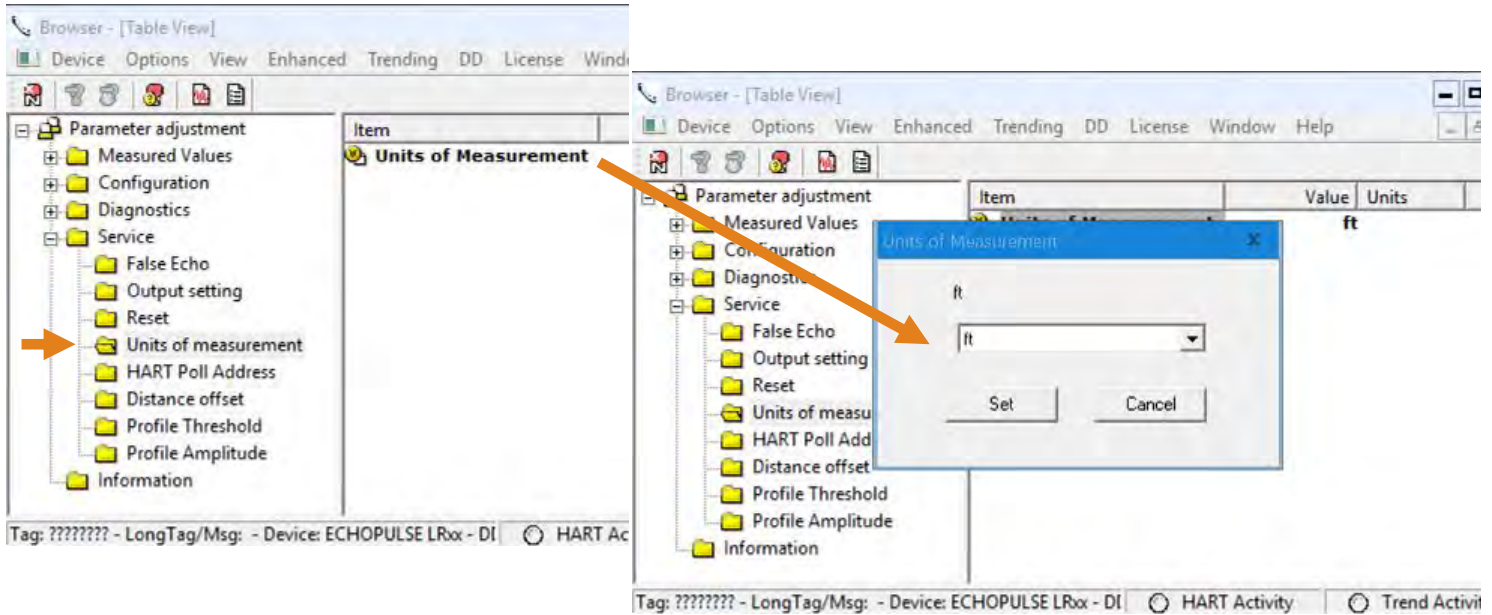 Browser - [Table View]
Device Options View Enhanced Trending DD License Windo
Parameter adjustment
Measured Values
Configuration
Diagnostics
Service
False Echo
Output setting
Reset
Units of measurement
HART Poll Address
Distance offset
Profile Threshold
Profile Amplitude
Information
Item
Units of Measurement
Tag: ???????? - LongTag/Msg: - Device: ECHOPULSE LRxx - DI HART Ac
Browser - [Table View]
Device Options View Enhanced Trending DD License Window Help
Parameter adjustment
Measured Values
Configuration
Diagnostics
Service
False Echo
Output setting
Reset
Units of measu
HART Poll Add
Distance offset
Profile Threshold
Profile Amplitude
Information
Item Value Units
ft
Units of Measurement x
ft
ft
Set Cancel
Tag: ???????? - LongTag/Msg: - Device: ECHOPULSE LRxx - DI HART Activity Trend Activit